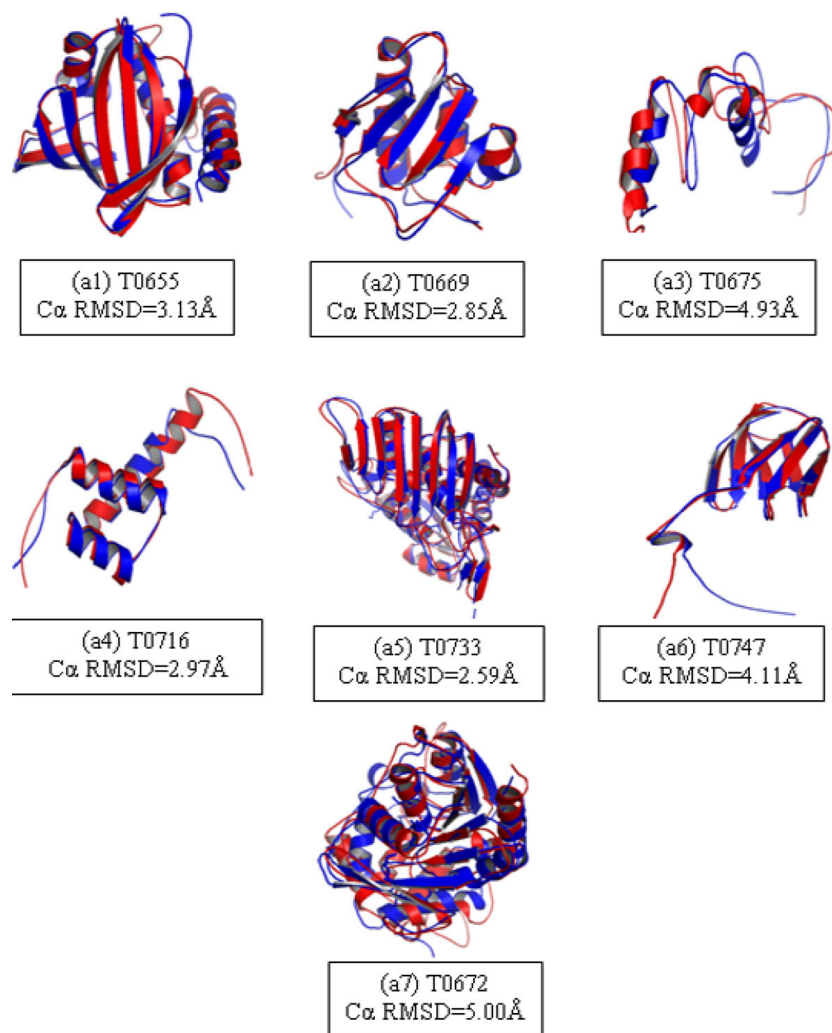 (a1) T0655
Cα RMSD=3.13Å
(a2) T0669
Cα RMSD=2.85Å
(a3) T0675
Cα RMSD=4.93Å
(a4) T0716
Cα RMSD=2.97Å
(a5) T0733
Cα RMSD=2.59Å
(a6) T0747
Cα RMSD=4.11Å
(a7) T0672
Cα RMSD=5.00Å